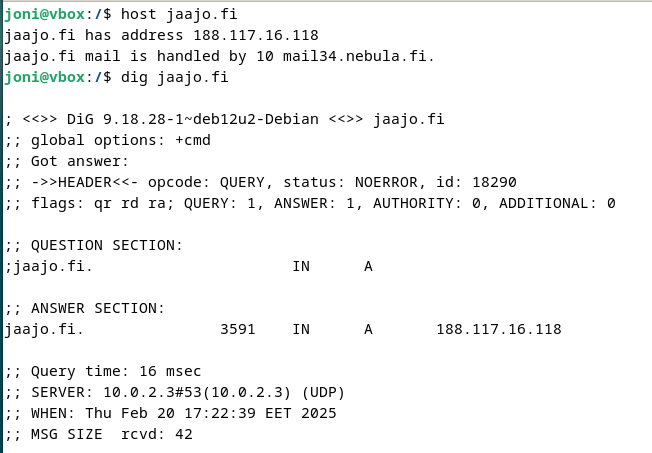 joni@vbox:/$ host jaajo.fi
jaajo.fi has address 188.117.16.118
jaajo.fi mail is handled by 10 mail34.nebula.fi.
joni@vbox:/$ dig jaajo.fi

; <<>> DiG 9.18.28-1~deb12u2-Debian <<>> jaajo.fi
;; global options: +cmd
;; Got answer:
;; ->>HEADER<<- opcode: QUERY, status: NOERROR, id: 18290
;; flags: qr rd ra; QUERY: 1, ANSWER: 1, AUTHORITY: 0, ADDITIONAL: 0

;; QUESTION SECTION:
;jaajo.fi.                      IN      A

;; ANSWER SECTION:
jaajo.fi.               3591    IN      A       188.117.16.118

;; Query time: 16 msec
;; SERVER: 10.0.2.3#53(10.0.2.3) (UDP)
;; WHEN: Thu Feb 20 17:22:39 EET 2025
;; MSG SIZE  rcvd: 42